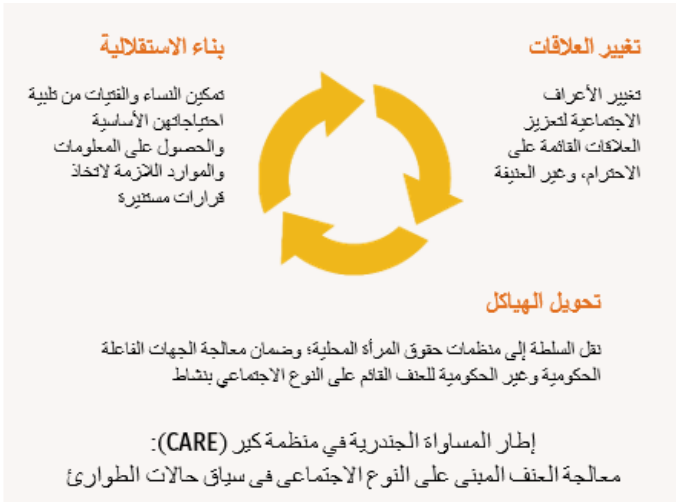 تغيير العلاقات
تغيير الأعراف
الاجتماعية لتعزيز
العلاقات القائمة على
الاحترام، وغير العنيفة
بناء الاستقلالية
تمكين النساء والفتيات من تلبية
احتياجاتهن الأساسية
والحصول على المعلومات
والموارد اللازمة لاتخاذ
قرارات مستنيرة
تحويل الهياكل
نقل السلطة إلى منظمات حقوق المرأة المحلية؛ وضمان معالجة الجهات الفاعلة
الحكومية وغير الحكومية للعنف القائم على النوع الاجتماعي بنشاط
إطار المساواة الجندرية في منظمة كير (CARE):
معالجة العنف المبني على النوع الاجتماعي في سياق حالات الطوارئ